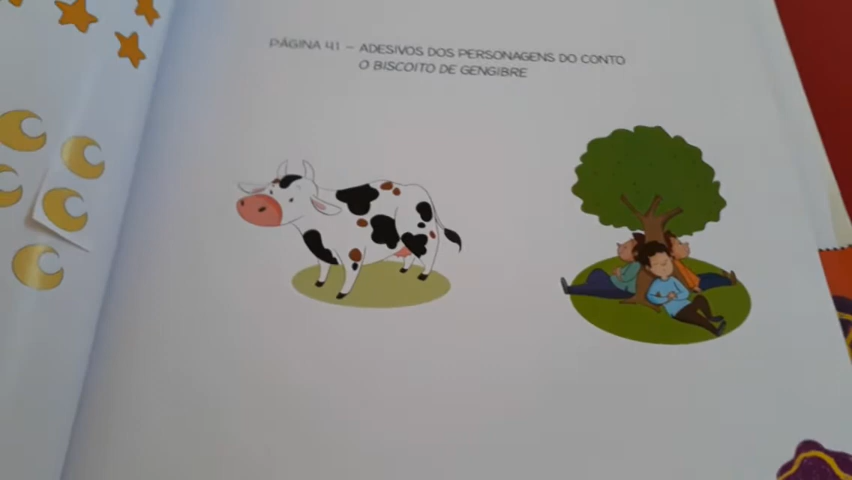 PÁGINA 41 – ADESIVOS DOS PERSONAGENS DO CONTO
O BISCOITO DE GENGIBRE